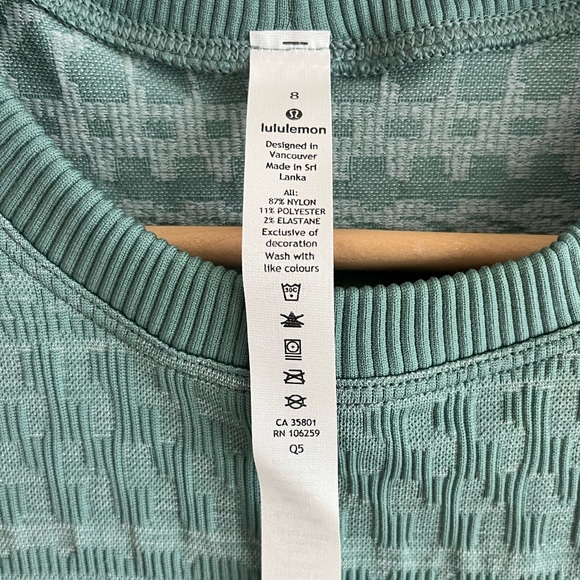 8
lululemon
Designed in
Vancouver
Made in Sri
Lanka
All:
87% NYLON
11% POLYESTER
2% ELASTANE
Exclusive of
decoration
Wash with
like colours
30C
CA 35801
RN 106259
Q5